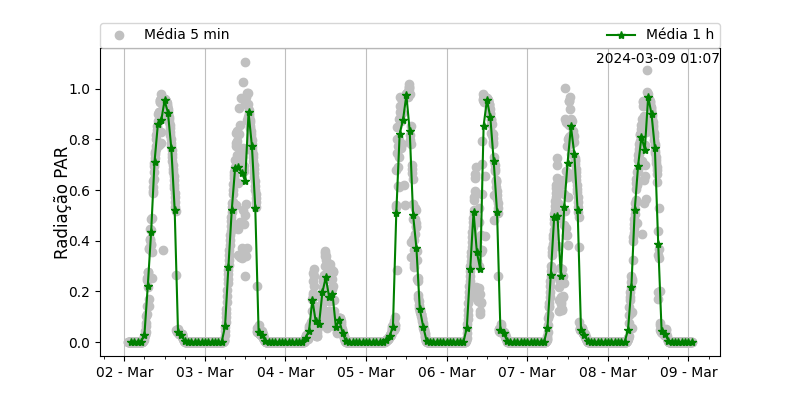 Média 5 min
Média 1 h
2024-03-09 01:07
Radiação PAR
1.0
0.8
0.6
0.4
0.2
0.0
02 - Mar
03 - Mar
04 - Mar
05 - Mar
06 - Mar
07 - Mar
08 - Mar
09 - Mar